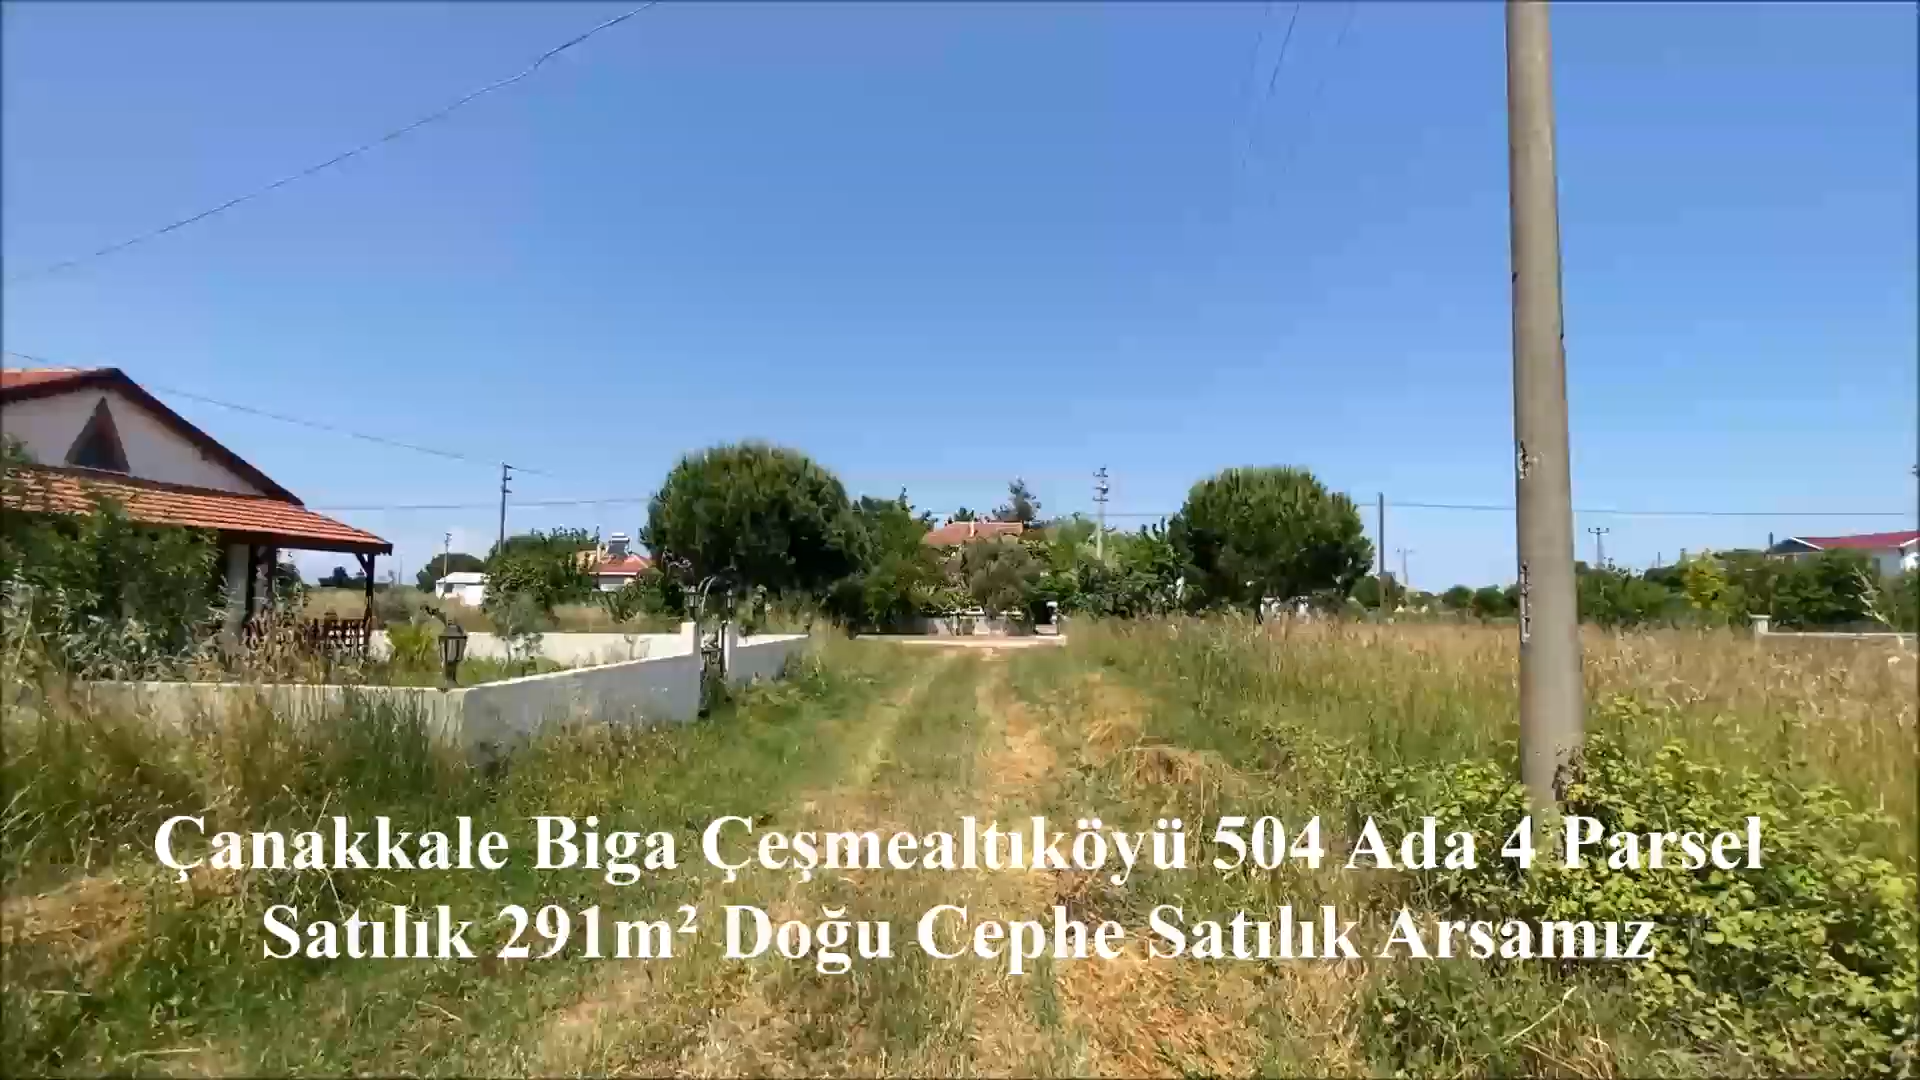 Çanakkale Biga Çeşmealtıköyü 504 Ada 4 Parsel
Satılık 291m² Doğu Cephe Satılık Arsamız